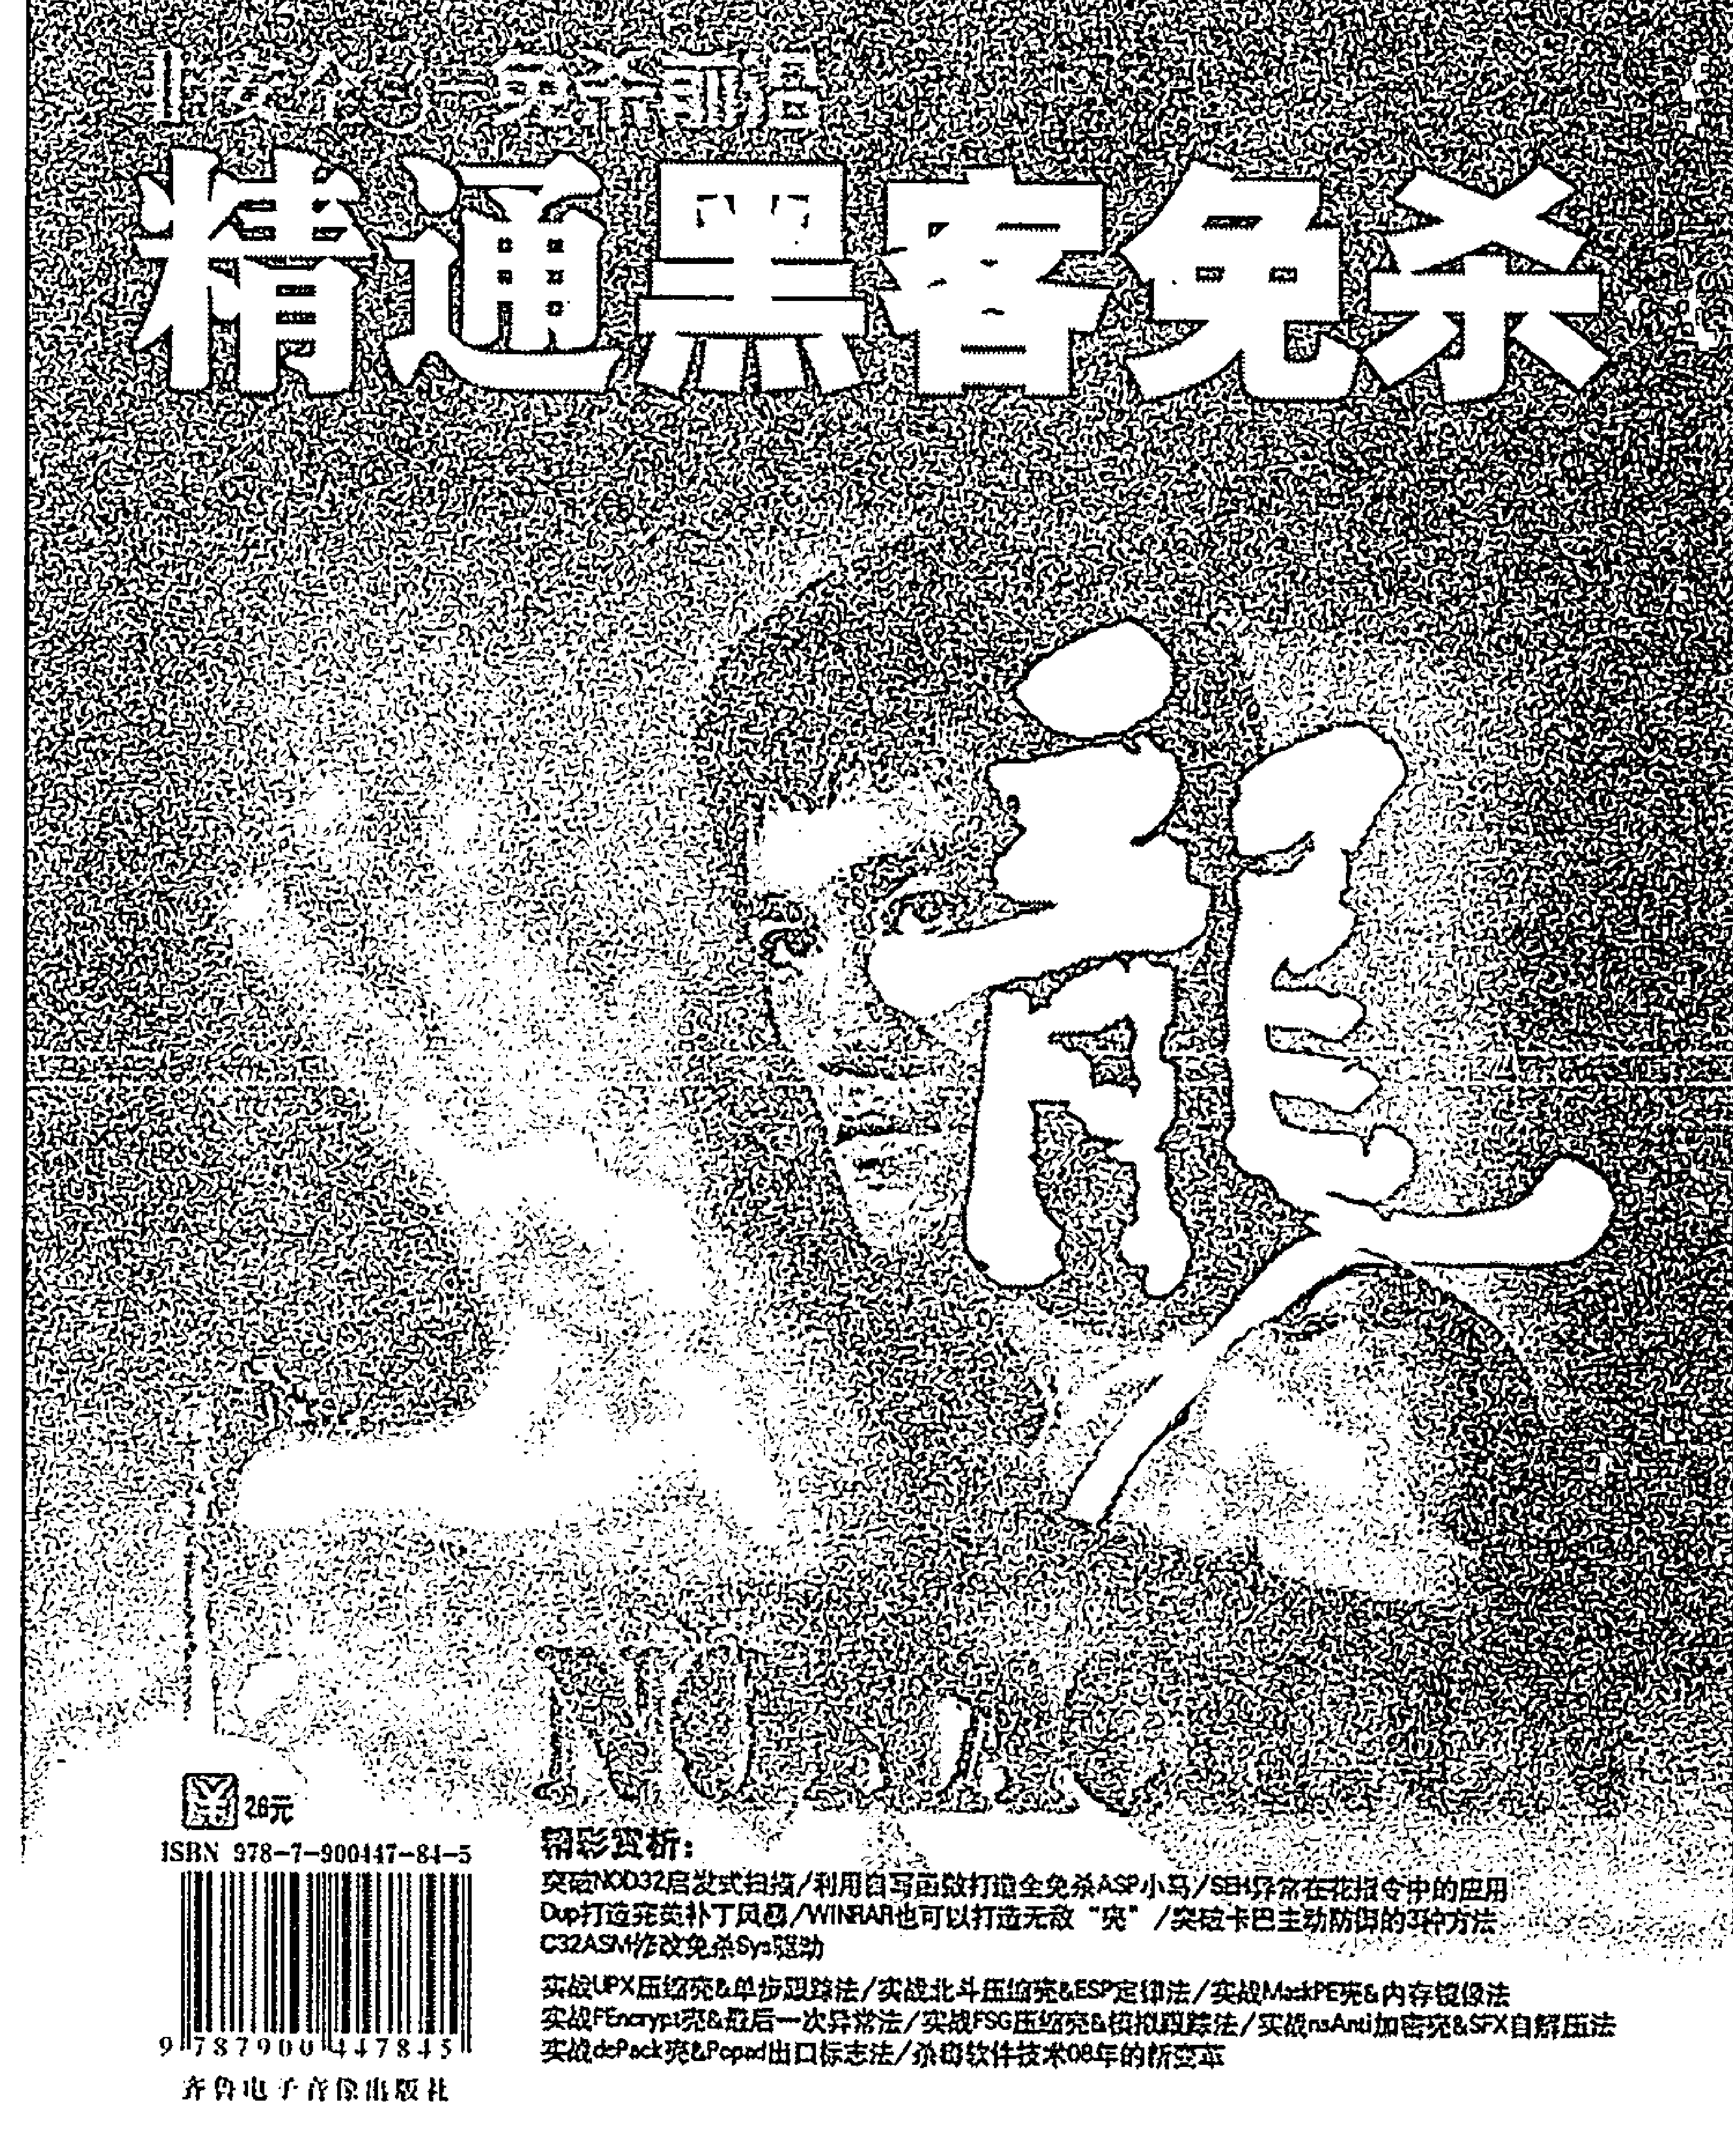 免杀前沿
精通黑客免杀
龍
NO
26元
ISBN 978-7-900447-84-5
精彩赏析：
突破NOD32启发式扫描/利用自写函数打造全免杀ASP小马/SEH异常在花指令中的应用
Dup打造完美补丁风暴/WINRAR也可以打造无敌“壳”/突破卡巴主动防御的3种方法
C32ASM修改免杀Sys驱动
实战UPX压缩壳&单步跟踪法/实战北斗压缩壳&ESP定律法/实战MaskPE壳&内存镜像法
实战FEncrypt壳&最后一次异常法/实战FSG压缩壳&模拟跟踪法/实战nsAnti加密壳&SFX自解压法
实战dePack壳&Popad出口标志法/杀毒软件技术08年的新变革
9 787900 447845
齐鲁电子音像出版社